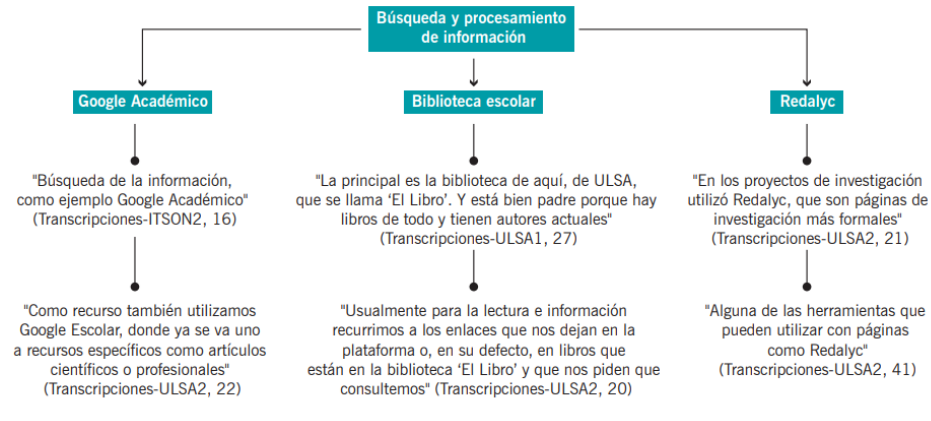 Búsqueda y procesamiento
de información
Google Académico
"Búsqueda de la información,
como ejemplo Google Académico"
(Transcripciones-ITSON2, 16)
"Como recurso también utilizamos
Google Escolar, donde ya se va uno
a recursos específicos como artículos
científicos o profesionales"
(Transcripciones-ULSA2, 22)
Biblioteca escolar
"La principal es la biblioteca de aquí, de ULSA,
que se llama ‘El Libro’. Y está bien padre porque hay
libros de todo y tienen autores actuales"
(Transcripciones-ULSA1, 27)
"Usualmente para la lectura e información
recurrimos a los enlaces que nos dejan en la
plataforma o, en su defecto, en libros que
están en la biblioteca ‘El Libro’ y que nos piden que
consultemos" (Transcripciones-ULSA2, 20)
Redalyc
"En los proyectos de investigación
utilizó Redalyc, que son páginas de
investigación más formales"
(Transcripciones-ULSA2, 21)
"Alguna de las herramientas que
pueden utilizar con páginas
como Redalyc"
(Transcripciones-ULSA2, 41)